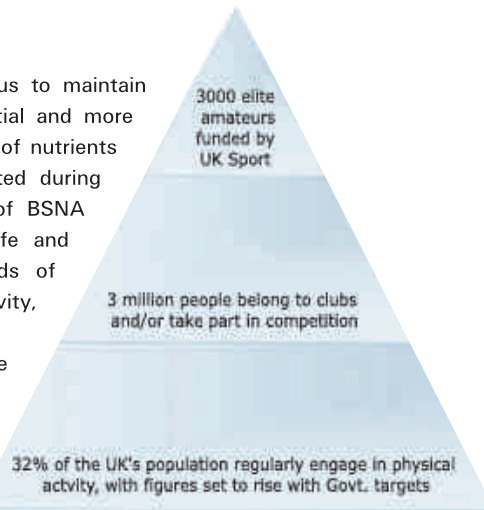 us to maintain
tial and more
of nutrients
ted during
of BSNA
fe and
ds of
vity,
e
3000 elite
amateurs
funded by
UK Sport
3 million people belong to clubs
and/or take part in competition
32% of the UK's population regularly engage in physical
actvity, with figures set to rise with Govt. targets